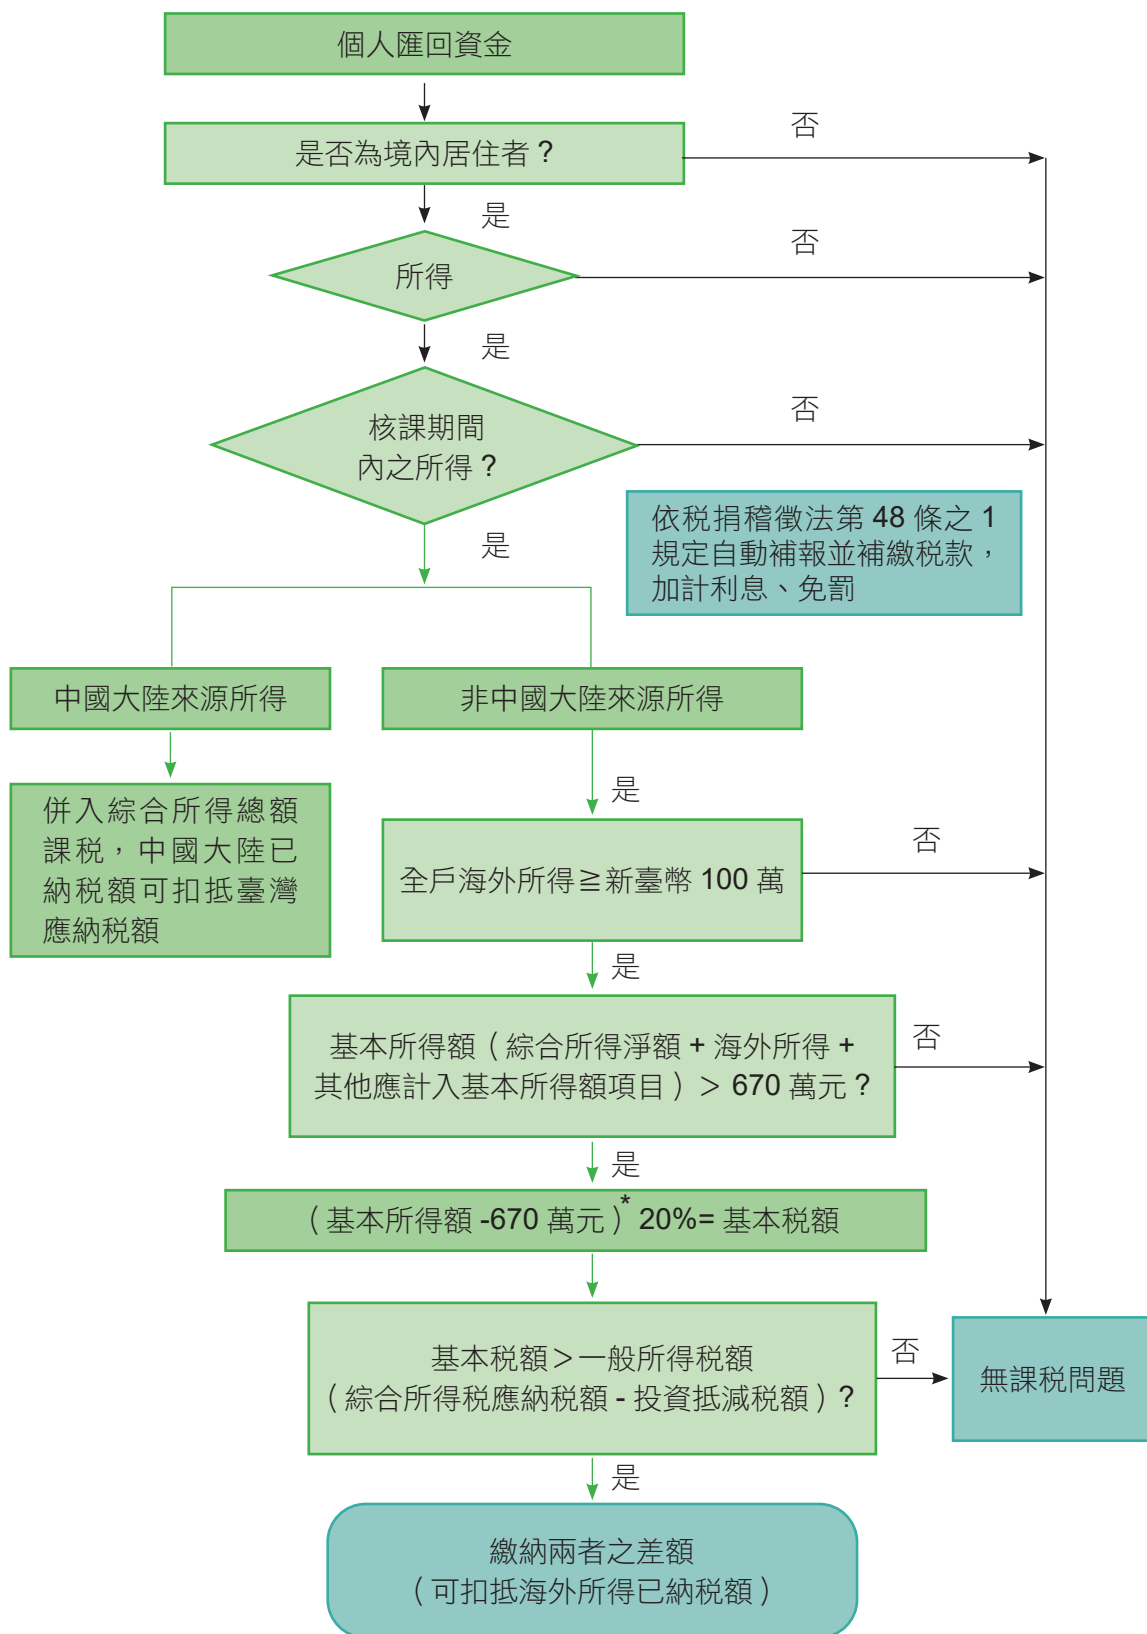 個人匯回資金
是否為境內居住者?
否
是
所得
否
是
核課期間
內之所得?
否
是
依稅捐稽徵法第 48 條之 1
規定自動補報並補繳稅款，
加計利息、免罰
中國大陸來源所得
非中國大陸來源所得
併入綜合所得總額
課稅，中國大陸已
納稅額可扣抵臺灣
應納稅額
是
全戶海外所得≧新臺幣 100 萬
否
是
基本所得額（綜合所得淨額 + 海外所得 +
其他應計入基本所得額項目）＞ 670 萬元?
否
是
（基本所得額 -670 萬元）* 20%= 基本稅額
基本稅額＞一般所得稅額
（綜合所得稅應納稅額 - 投資抵減稅額）?
否
無課稅問題
是
繳納兩者之差額
（可扣抵海外所得已納稅額）